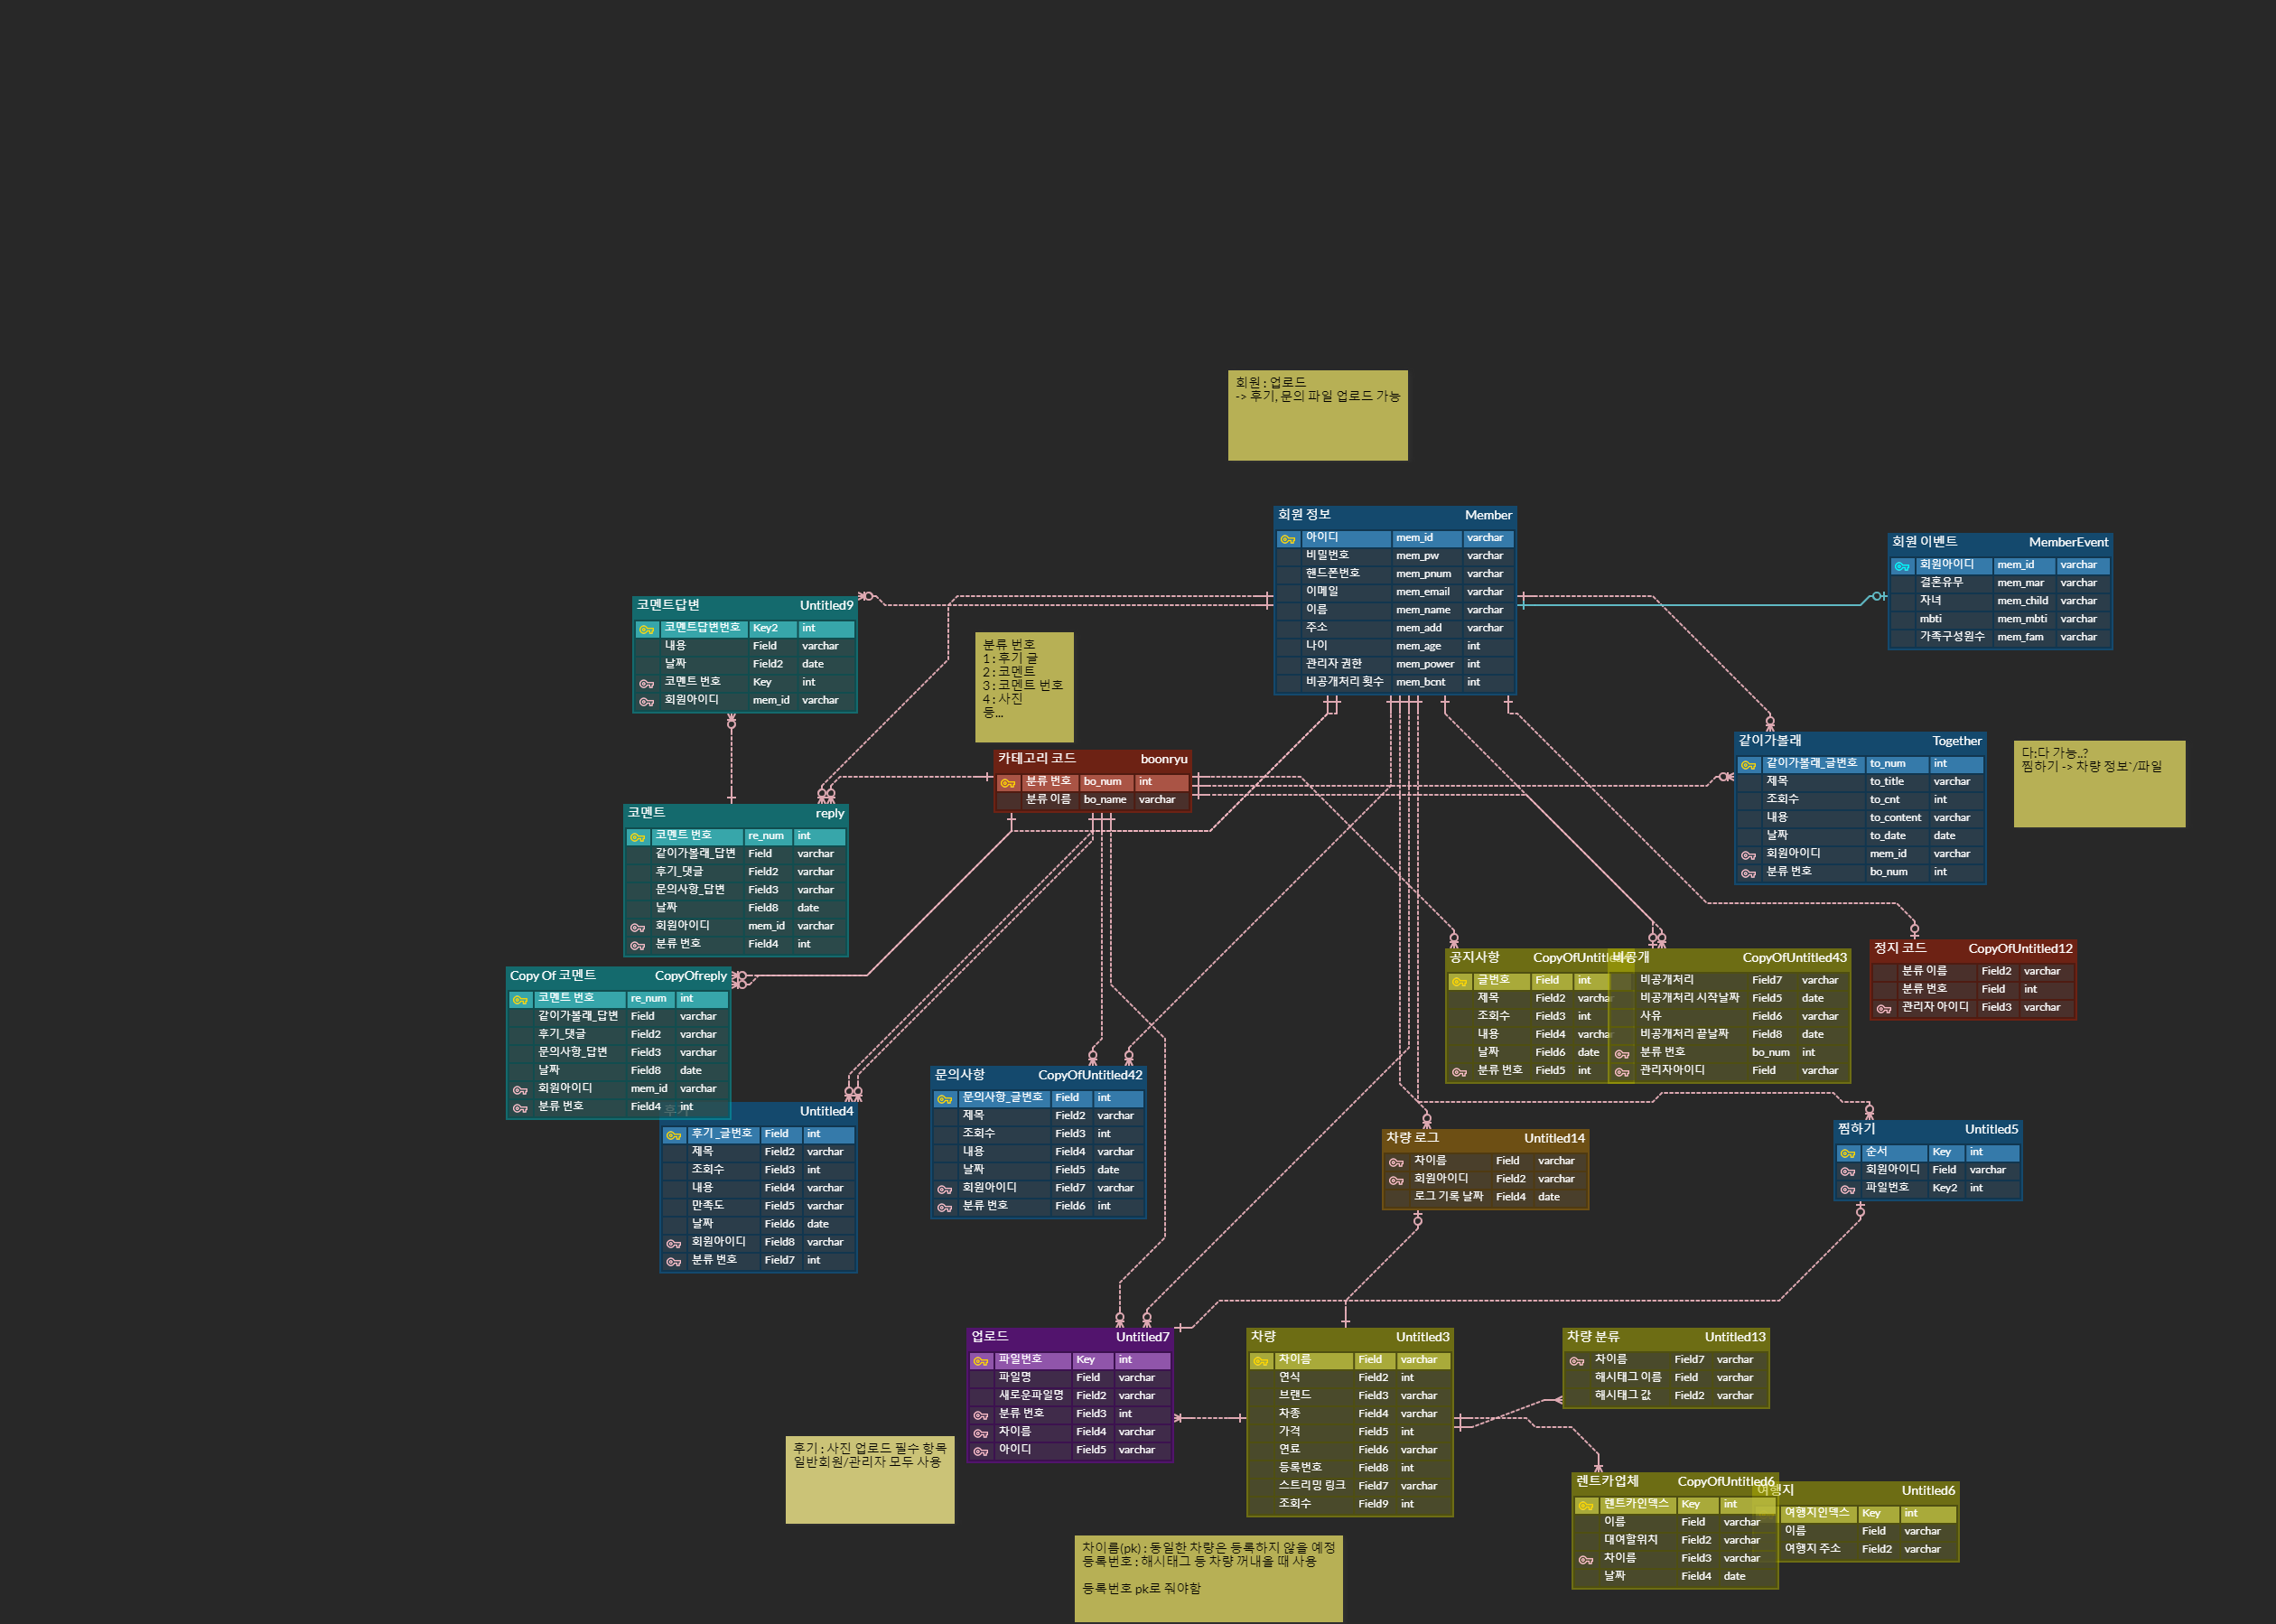 회원 : 업로드
-> 후기, 문의 파일 업로드 가능
회원 정보 Member
아이디 mem_id varchar
비밀번호 mem_pw varchar
핸드폰번호 mem_pnum varchar
이메일 mem_email varchar
이름 mem_name varchar
주소 mem_add varchar
나이 mem_age int
관리자 권한 mem_power int
비공개처리 횟수 mem_bcnt int
회원 이벤트 MemberEvent
회원아이디 mem_id varchar
결혼유무 mem_mar varchar
자녀 mem_child varchar
mbti mem_mbti varchar
가족구성원수 mem_fam varchar
코멘트답변 Untitled9
코멘트답변번호 Key2 int
내용 Field varchar
날짜 Field2 date
코멘트 번호 Key int
회원아이디 mem_id varchar
분류 번호
1 : 후기 글
2 : 코멘트
3 : 코멘트 번호
4 : 사진
등...
카테고리 코드 boonryu
분류 번호 bo_num int
분류 이름 bo_name varchar
같이가볼래 Together
같이가볼래_글번호 to_num int
제목 to_title varchar
조회수 to_cnt int
내용 to_content varchar
날짜 to_date date
회원아이디 mem_id varchar
분류 번호 bo_num int
다:다 가능..?
찜하기 -> 차량 정보`/파일
코멘트 reply
코멘트 번호 re_num int
같이가볼래_답변 Field varchar
후기_댓글 Field2 varchar
문의사항_답변 Field3 varchar
날짜 Field8 date
회원아이디 mem_id varchar
분류 번호 Field4 int
Copy Of 코멘트 CopyOfreply
코멘트 번호 re_num int
같이가볼래_답변 Field varchar
후기_댓글 Field2 varchar
문의사항_답변 Field3 varchar
날짜 Field8 date
회원아이디 mem_id varchar
분류 번호 Field4 int
공지사항
글번호 Field int
제목 Field2 varchar
조회수 Field3 int
내용 Field4 varchar
날짜 Field6 date
분류 번호 Field5 int
비공개 CopyOfUntitled43
비공개처리 Field7 varchar
비공개처리 시작날짜 Field5 date
사유 Field6 varchar
비공개처리 끝날짜 Field8 date
분류 번호 bo_num int
관리자아이디 Field varchar
정지 코드 CopyOfUntitled12
분류 이름 Field2 varchar
분류 번호 Field int
관리자 아이디 Field3 varchar
후기 Untitled4
후기 _글번호 Field int
제목 Field2 varchar
조회수 Field3 int
내용 Field4 varchar
만족도 Field5 varchar
날짜 Field6 date
회원아이디 Field8 varchar
분류 번호 Field7 int
문의사항 CopyOfUntitled42
문의사항_글번호 Field int
제목 Field2 varchar
조회수 Field3 int
내용 Field4 varchar
날짜 Field5 date
회원아이디 Field7 varchar
분류 번호 Field6 int
차량 로그 Untitled14
차이름 Field varchar
회원아이디 Field2 varchar
로그 기록 날짜 Field4 date
찜하기 Untitled5
순서 Key int
회원아이디 Field varchar
파일번호 Key2 int
업로드 Untitled7
파일번호 Key int
파일명 Field varchar
새로운파일명 Field2 varchar
분류 번호 Field3 int
차이름 Field4 varchar
아이디 Field5 varchar
차량 Untitled3
차이름 Field varchar
연식 Field2 int
브랜드 Field3 varchar
차종 Field4 varchar
가격 Field5 int
연료 Field6 varchar
등록번호 Field8 int
스트리밍 링크 Field7 varchar
조회수 Field9 int
차량 분류 Untitled13
차이름 Field7 varchar
해시태그 이름 Field varchar
해시태그 값 Field2 varchar
렌트카업체 CopyOfUntitled6
렌트카인덱스 Key int
이름 Field varchar
대여할위치 Field2 varchar
차이름 Field3 varchar
날짜 Field4 date
여행지 Untitled6
여행지인덱스 Key int
이름 Field varchar
여행지 주소 Field2 varchar
후기 : 사진 업로드 필수 항목
일반회원/관리자 모두 사용
차이름(pk) : 동일한 차량은 등록하지 않을 예정
등록번호 : 해시태그 등 차량 꺼내올 때 사용
등록번호 pk로 줘야함